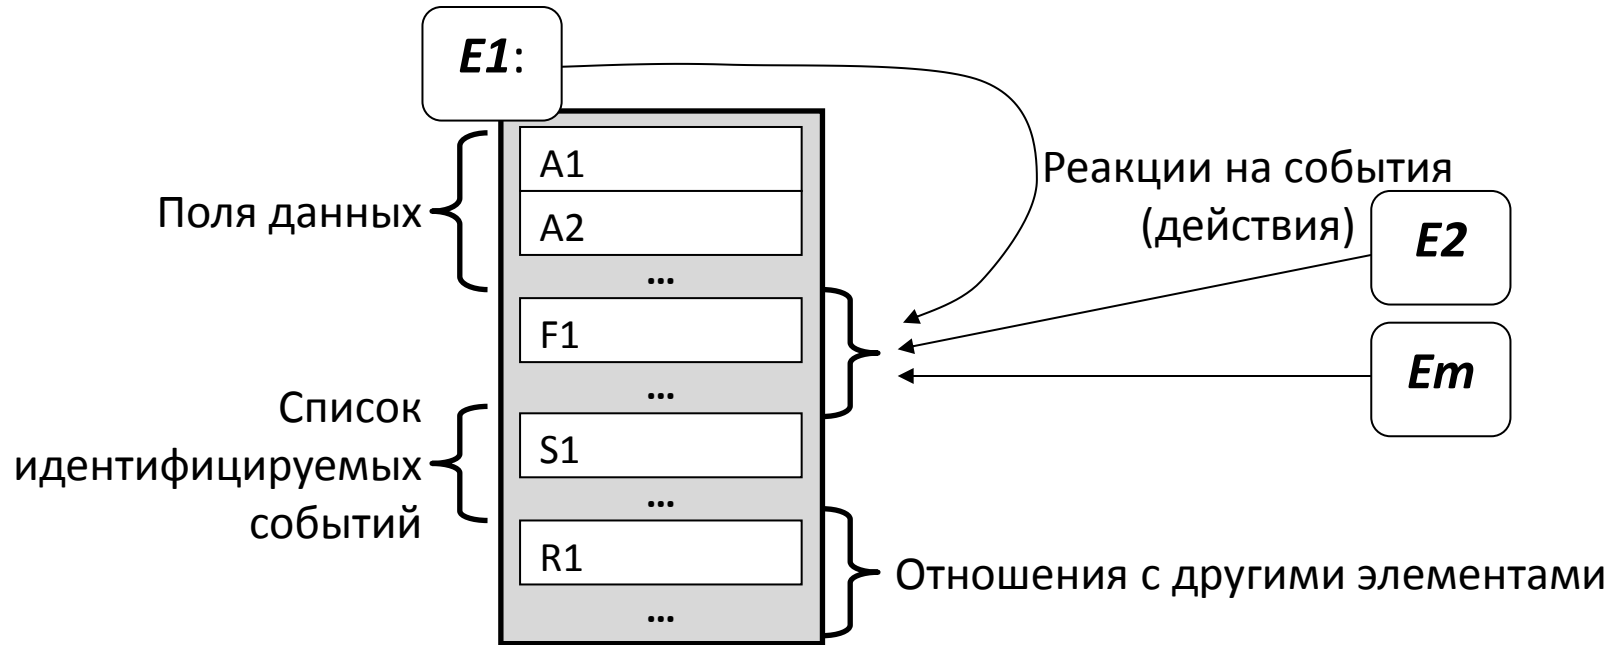 E1:
A1
Реакции на события
(действия)
Поля данных
A2
E2
...
F1
Em
...
Список
идентифицируемых
событий
S1
...
R1
Отношения с другими элементами
...